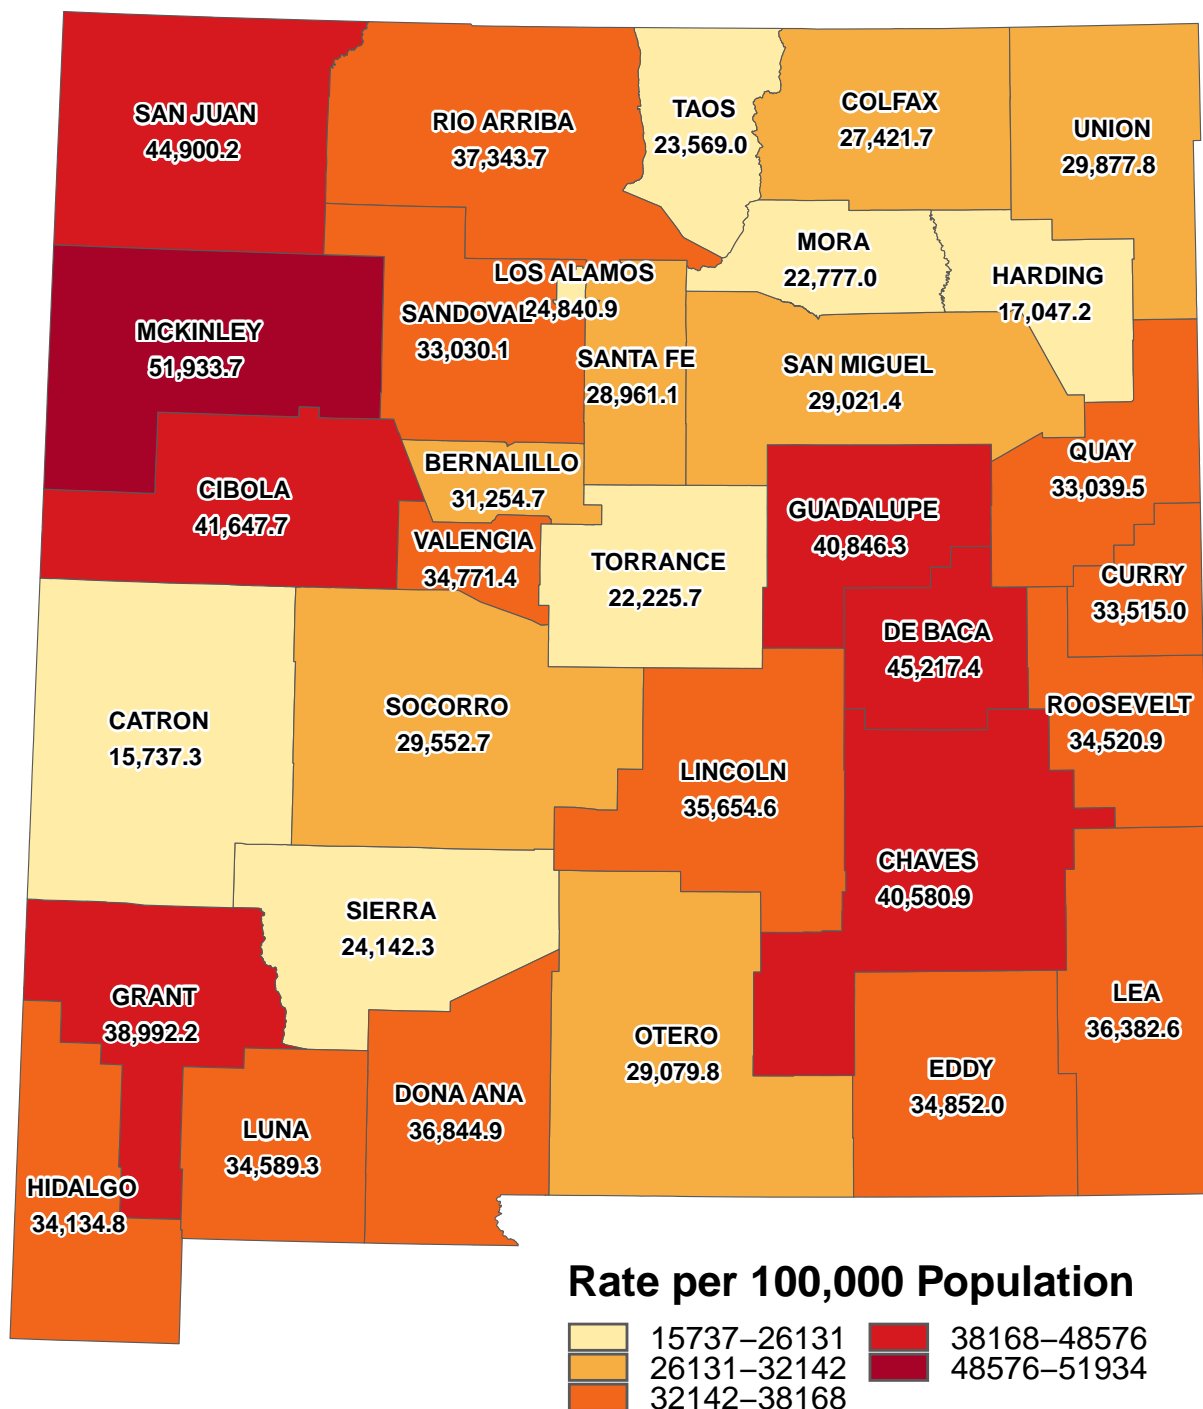 SAN JUAN
44,900.2
RIO ARRIBA
37,343.7
TAOS
23,569.0
COLFAX
27,421.7
UNION
29,877.8
MORA
22,777.0
HARDING
17,047.2
LOS ALAMOS
24,840.9
SANDOVAL
33,030.1
MCKINLEY
51,933.7
SANTA FE
28,961.1
SAN MIGUEL
29,021.4
QUAY
33,039.5
BERNALILLO
31,254.7
CIBOLA
41,647.7
GUADALUPE
40,846.3
VALENCIA
34,771.4
TORRANCE
22,225.7
CURRY
33,515.0
DE BACA
45,217.4
ROOSEVELT
34,520.9
SOCORRO
29,552.7
CATRON
15,737.3
LINCOLN
35,654.6
CHAVES
40,580.9
SIERRA
24,142.3
GRANT
38,992.2
LEA
36,382.6
OTERO
29,079.8
EDDY
34,852.0
DONA ANA
36,844.9
LUNA
34,589.3
HIDALGO
34,134.8
Rate per 100,000 Population
15737–26131
26131–32142
32142–38168
38168–48576
48576–51934